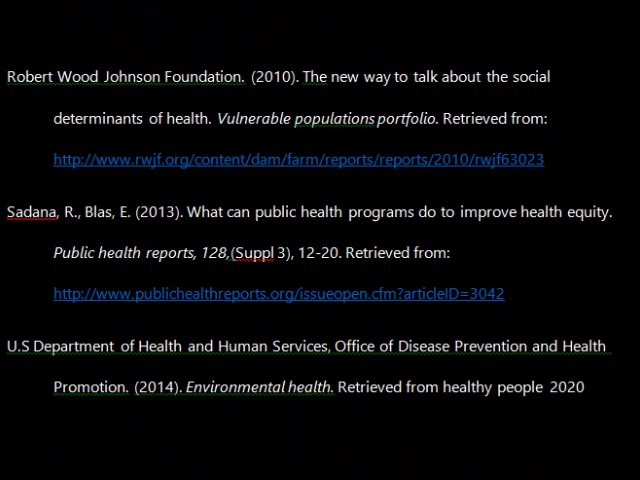 Robert Wood Johnson Foundation. (2010). The new way to talk about the social
determinants of health. Vulnerable populations portfolio. Retrieved from:
http://www.rwjf.org/content/dam/farm/reports/reports/2010/rwjf63023
Sadana, R., Blas, E. (2013). What can public health programs do to improve health equity.
Public health reports, 128,(Suppl 3), 12-20. Retrieved from:
http://www.publichealthreports.org/issueopen.cfm?articleID=3042
U.S Department of Health and Human Services, Office of Disease Prevention and Health
Promotion. (2014). Environmental health. Retrieved from healthy people 2020